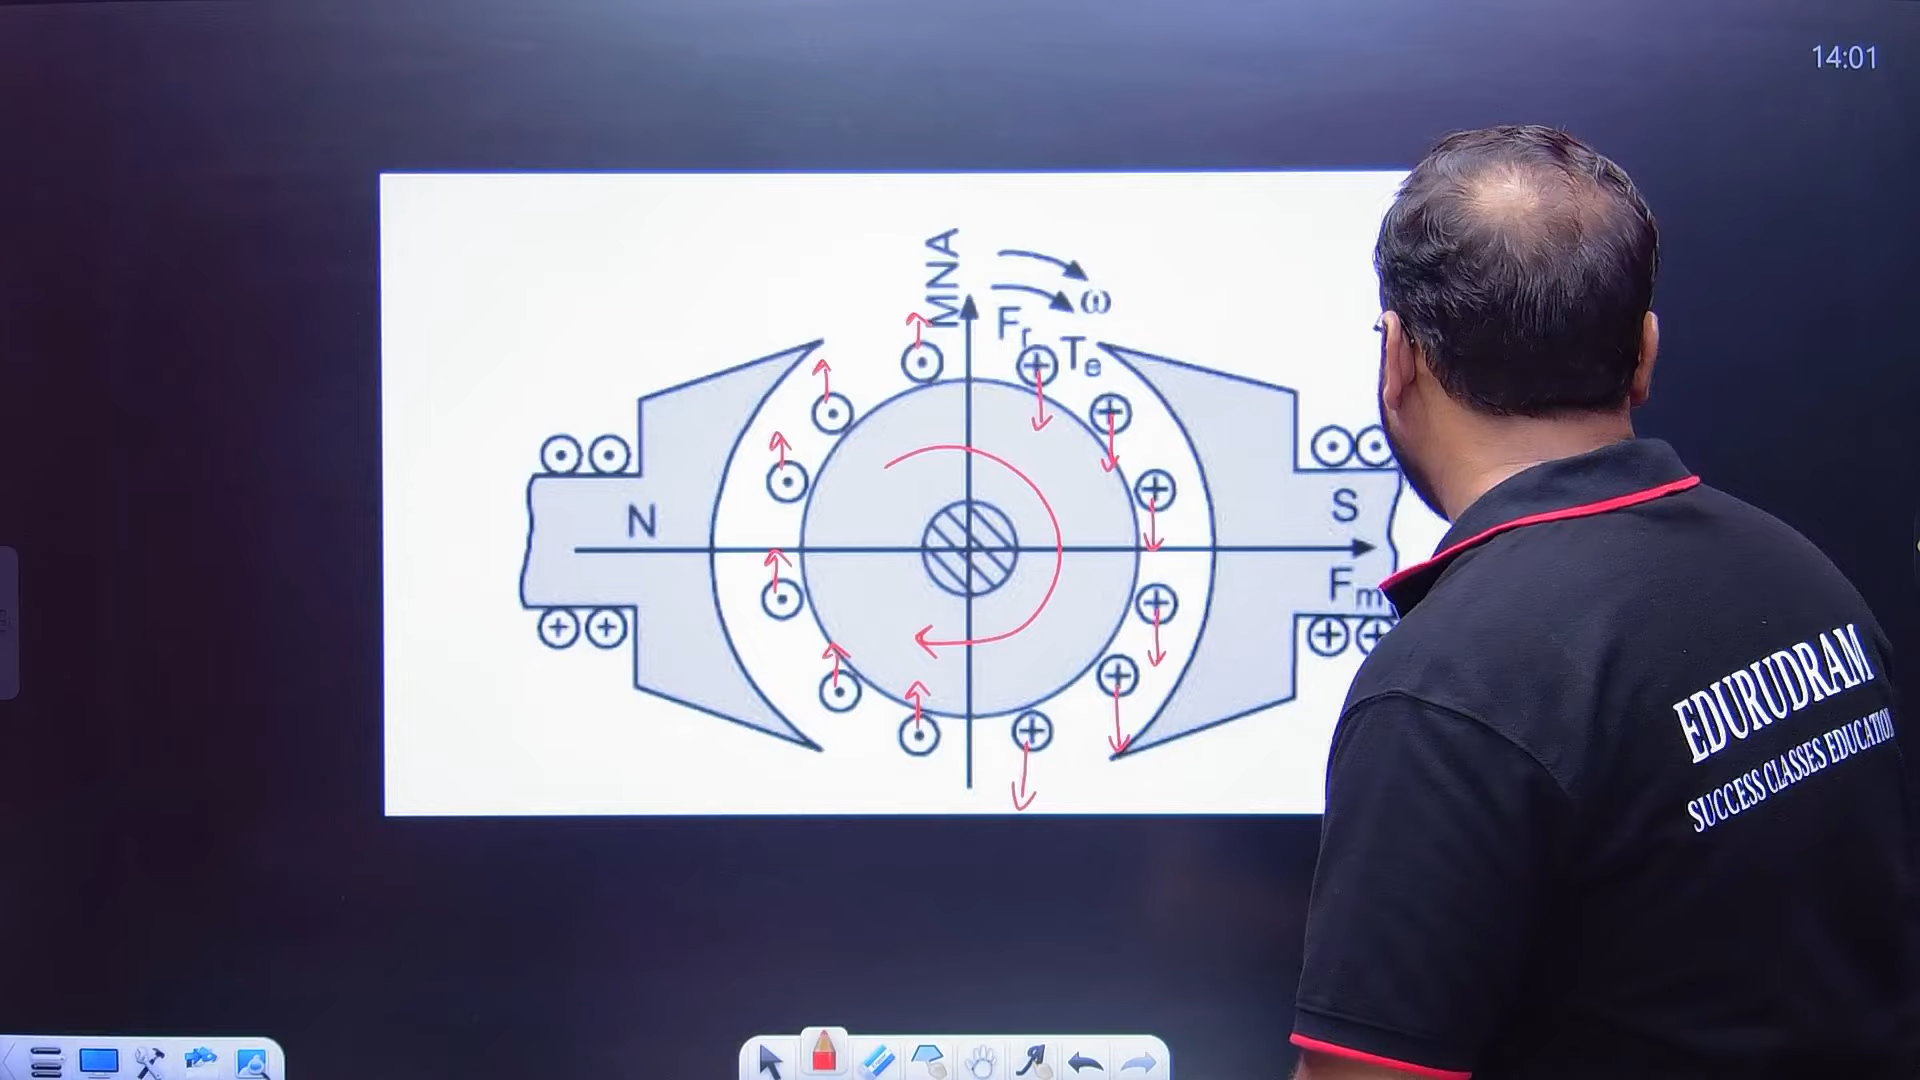 14:01
MNA
ω
Fr
Te
N
S
Fm
EDURUDRAM
SUCCESS CLASSES EDUCATION